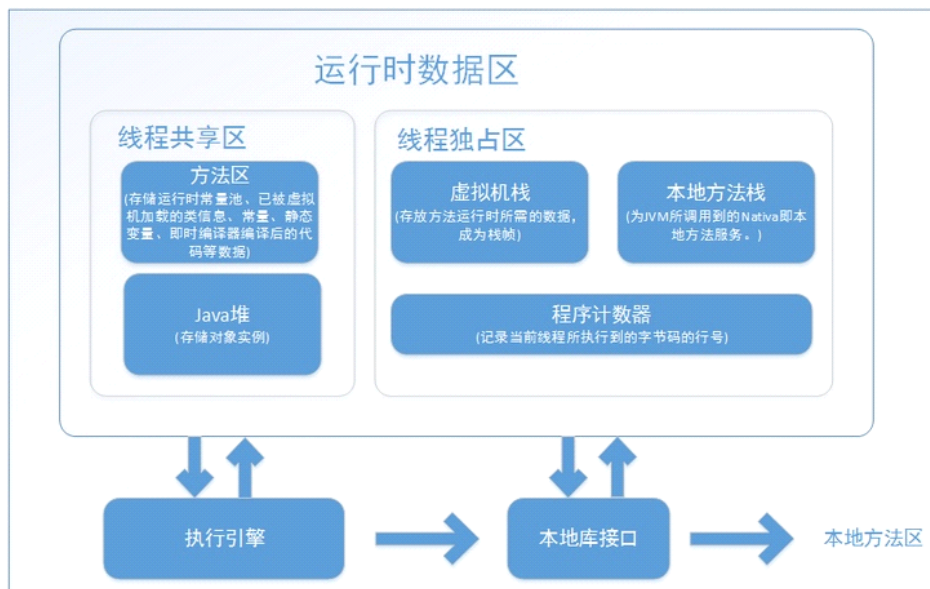 运行时数据区
线程共享区
方法区
(存储运行时常量池、已被虚拟
机加载的类信息、常量、静态
变量、即时编译器编译后的代
码等数据)
Java堆
(存储对象实例)
线程独占区
虚拟机栈
(存放方法运行时所需的数据,
成为栈帧)
本地方法栈
(为JVM所调用到的Nativa即本
地方法服务。)
程序计数器
(记录当前线程所执行到的字节码的行号)
执行引擎
本地库接口
本地方法区